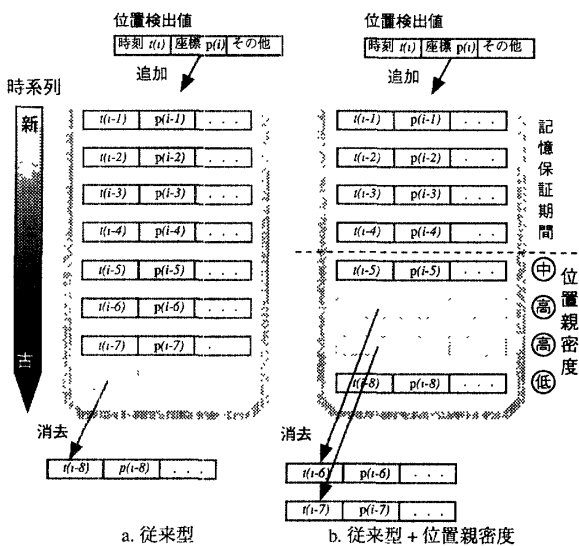 位置検出値
時刻 t(i) 座標 p(i) その他
追加
時系列
新
古
t(i-1) p(i-1) . . .
t(i-2) p(i-2) . . .
t(i-3) p(i-3) . . .
t(i-4) p(i-4) . . .
t(i-5) p(i-5) . . .
t(i-6) p(i-6) . . .
t(i-7) p(i-7) . . .
消去
t(i-8) p(i-8) . . .
a. 従来型
位置検出値
時刻 t(i) 座標 p(i) その他
追加
t(i-1) p(i-1) . . .
t(i-2) p(i-2) . . .
t(i-3) p(i-3) . . .
t(i-4) p(i-4) . . .
記憶保証期間
t(i-5) p(i-5) . . .
t(i-8) p(i-8) . . .
中
高
高
低
位置親密度
消去
t(i-6) p(i-6) . . .
t(i-7) p(i-7) . . .
b. 従来型 + 位置親密度